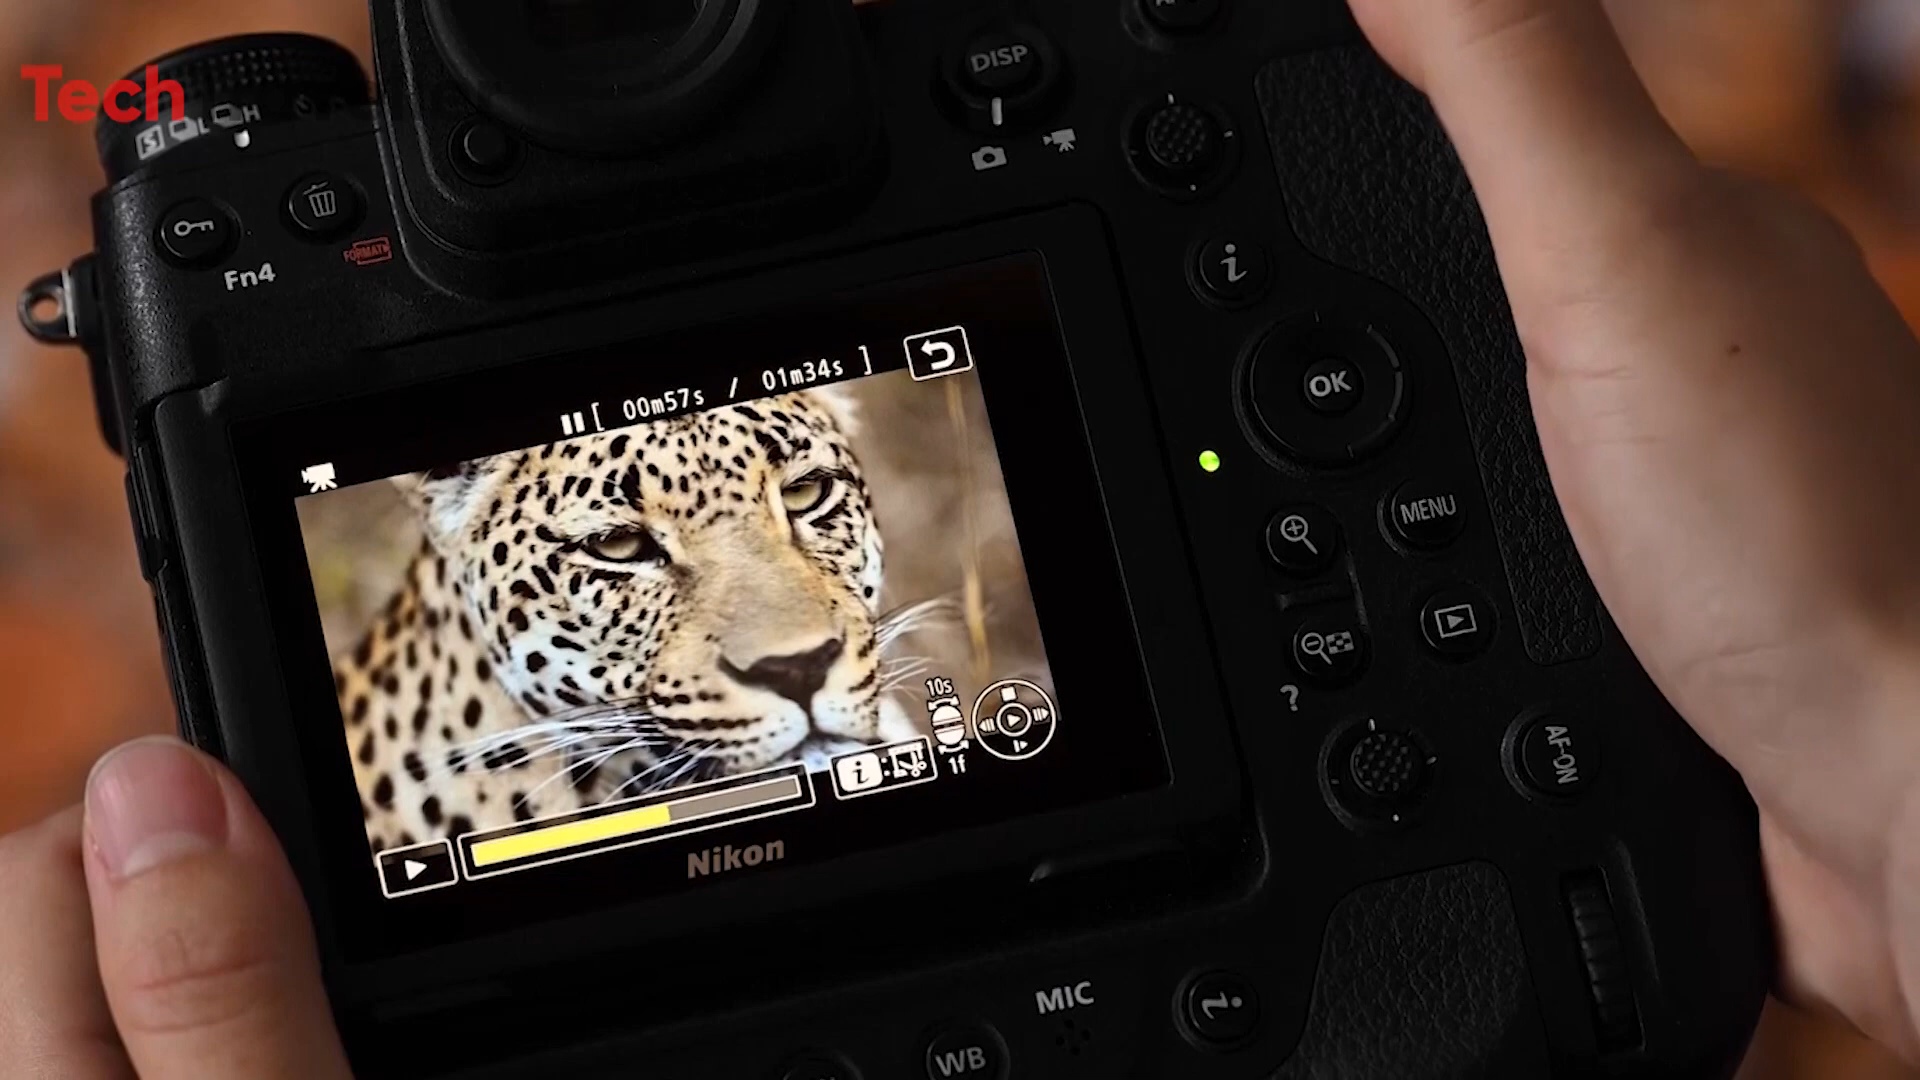 Tech
DISP
S L H
Fn4
FORMAT
i
OK
[ 00m57s / 01m34s ]
MENU
10s
?
AF-ON
i
1f
Nikon
MIC
i
WB